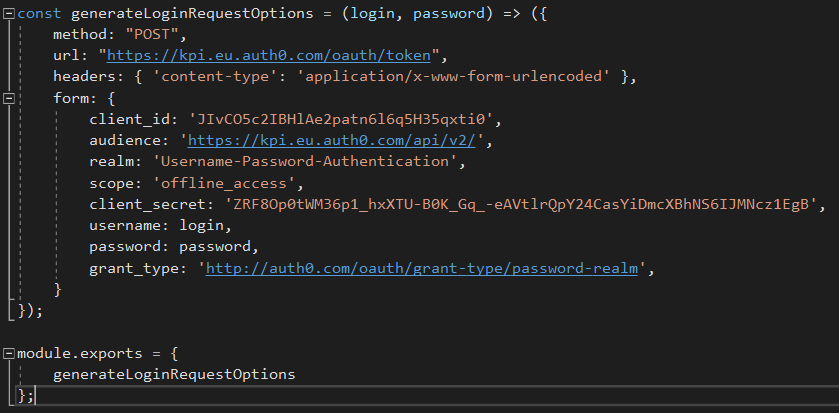 const generateLoginRequestOptions = (login, password) => ({
method: "POST",
url: "https://kpi.eu.auth0.com/oauth/token",
headers: { 'content-type': 'application/x-www-form-urlencoded' },
form: {
client_id: 'JIvCO5c2IBHlAe2patn6l6q5H35qxti0',
audience: 'https://kpi.eu.auth0.com/api/v2/',
realm: 'Username-Password-Authentication',
scope: 'offline_access',
client_secret: 'ZRF8Op0tWM36p1_hxXTU-B0K_Gq_-eAVtlrQpY24CasYiDmcXBhNS6IJMNcz1EgB',
username: login,
password: password,
grant_type: 'http://auth0.com/oauth/grant-type/password-realm',
}
});
module.exports = {
generateLoginRequestOptions
};